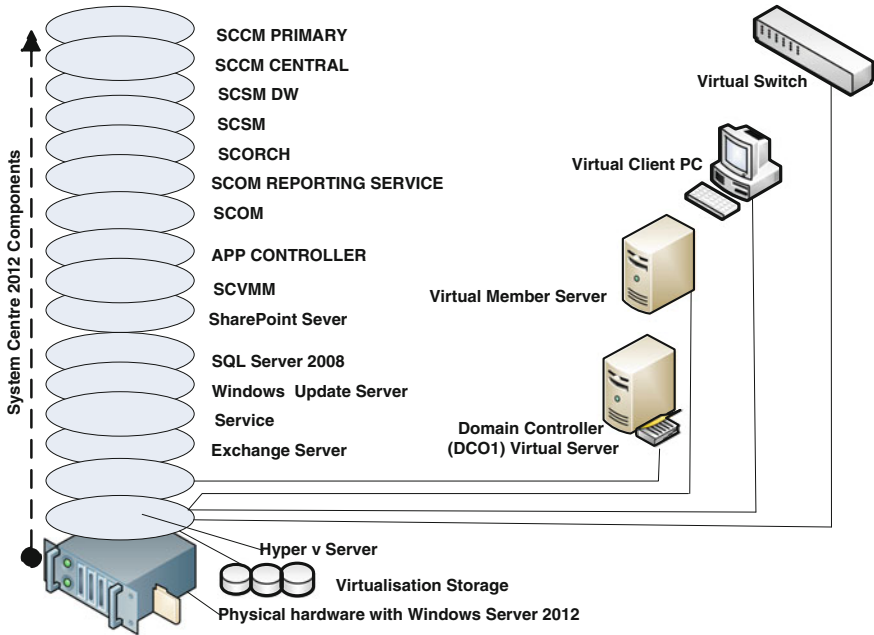 SCCM PRIMARY
SCCM CENTRAL
SCSM DW
SCSM
SCORCH
SCOM REPORTING SERVICE
SCOM
APP CONTROLLER
SCVMM
SharePoint Sever
SQL Server 2008
Windows Update Server
Service
Exchange Server
System Centre 2012 Components
Virtual Switch
Virtual Client PC
Virtual Member Server
Domain Controller
(DCO1) Virtual Server
Hyper v Server
Virtualisation Storage
Physical hardware with Windows Server 2012